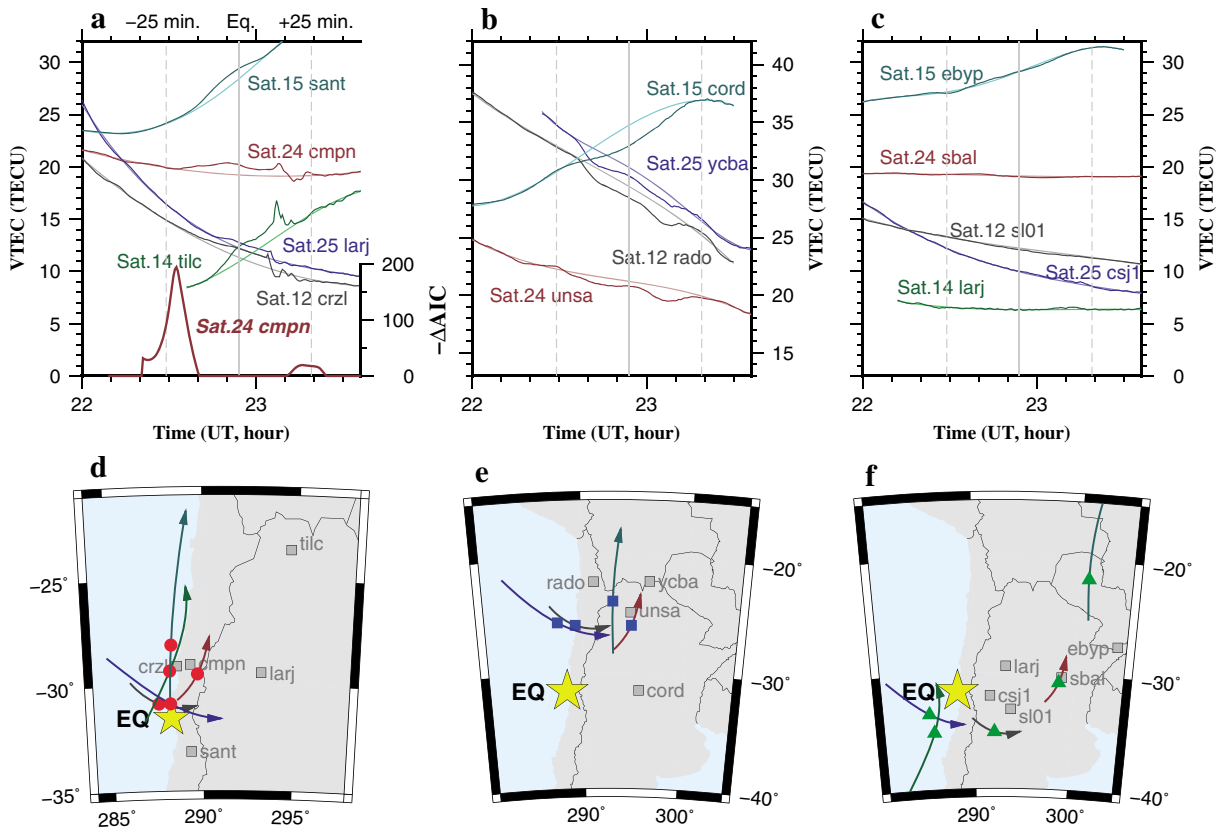 a
−25 min.
Eq.
+25 min.
b
c
VTEC (TECU)
30
25
20
15
10
5
0
Sat.15 sant
Sat.24 cmpn
Sat.25 larj
Sat.14 tilc
Sat.12 crzl
Sat.24 cmpn
200
100
0
−ΔAIC
22
23
Time (UT, hour)
Sat.15 cord
Sat.25 ycba
Sat.12 rado
Sat.24 unsa
40
35
30
25
20
15
VTEC (TECU)
22
23
Time (UT, hour)
Sat.15 ebyp
Sat.24 sbal
Sat.12 sl01
Sat.25 csj1
Sat.14 larj
30
25
20
15
10
5
0
VTEC (TECU)
22
23
Time (UT, hour)
d
tilc
crzl
cmpn
larj
EQ
sant
−25˚
−30˚
−35˚
285˚
290˚
295˚
e
rado
ycba
unsa
EQ
cord
−20˚
−30˚
−40˚
290˚
300˚
f
ebyp
larj
sbal
EQ
csj1
sl01
−20˚
−30˚
−40˚
290˚
300˚